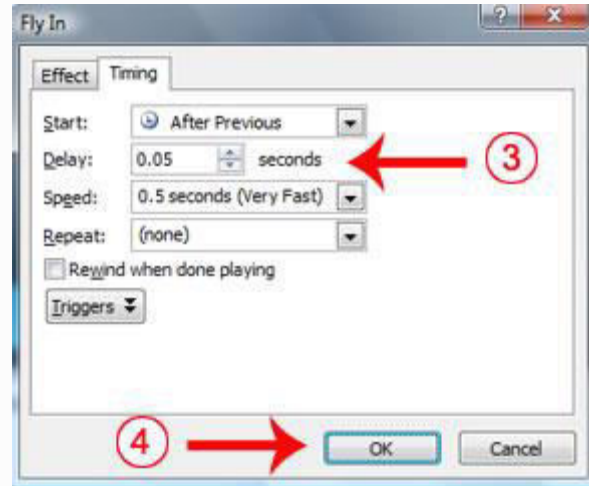 Fly In
Effect Timing
Start: After Previous
Delay: 0.05 seconds
3
Speed: 0.5 seconds (Very Fast)
Repeat: (none)
Rewind when done playing
Triggers
4
OK Cancel